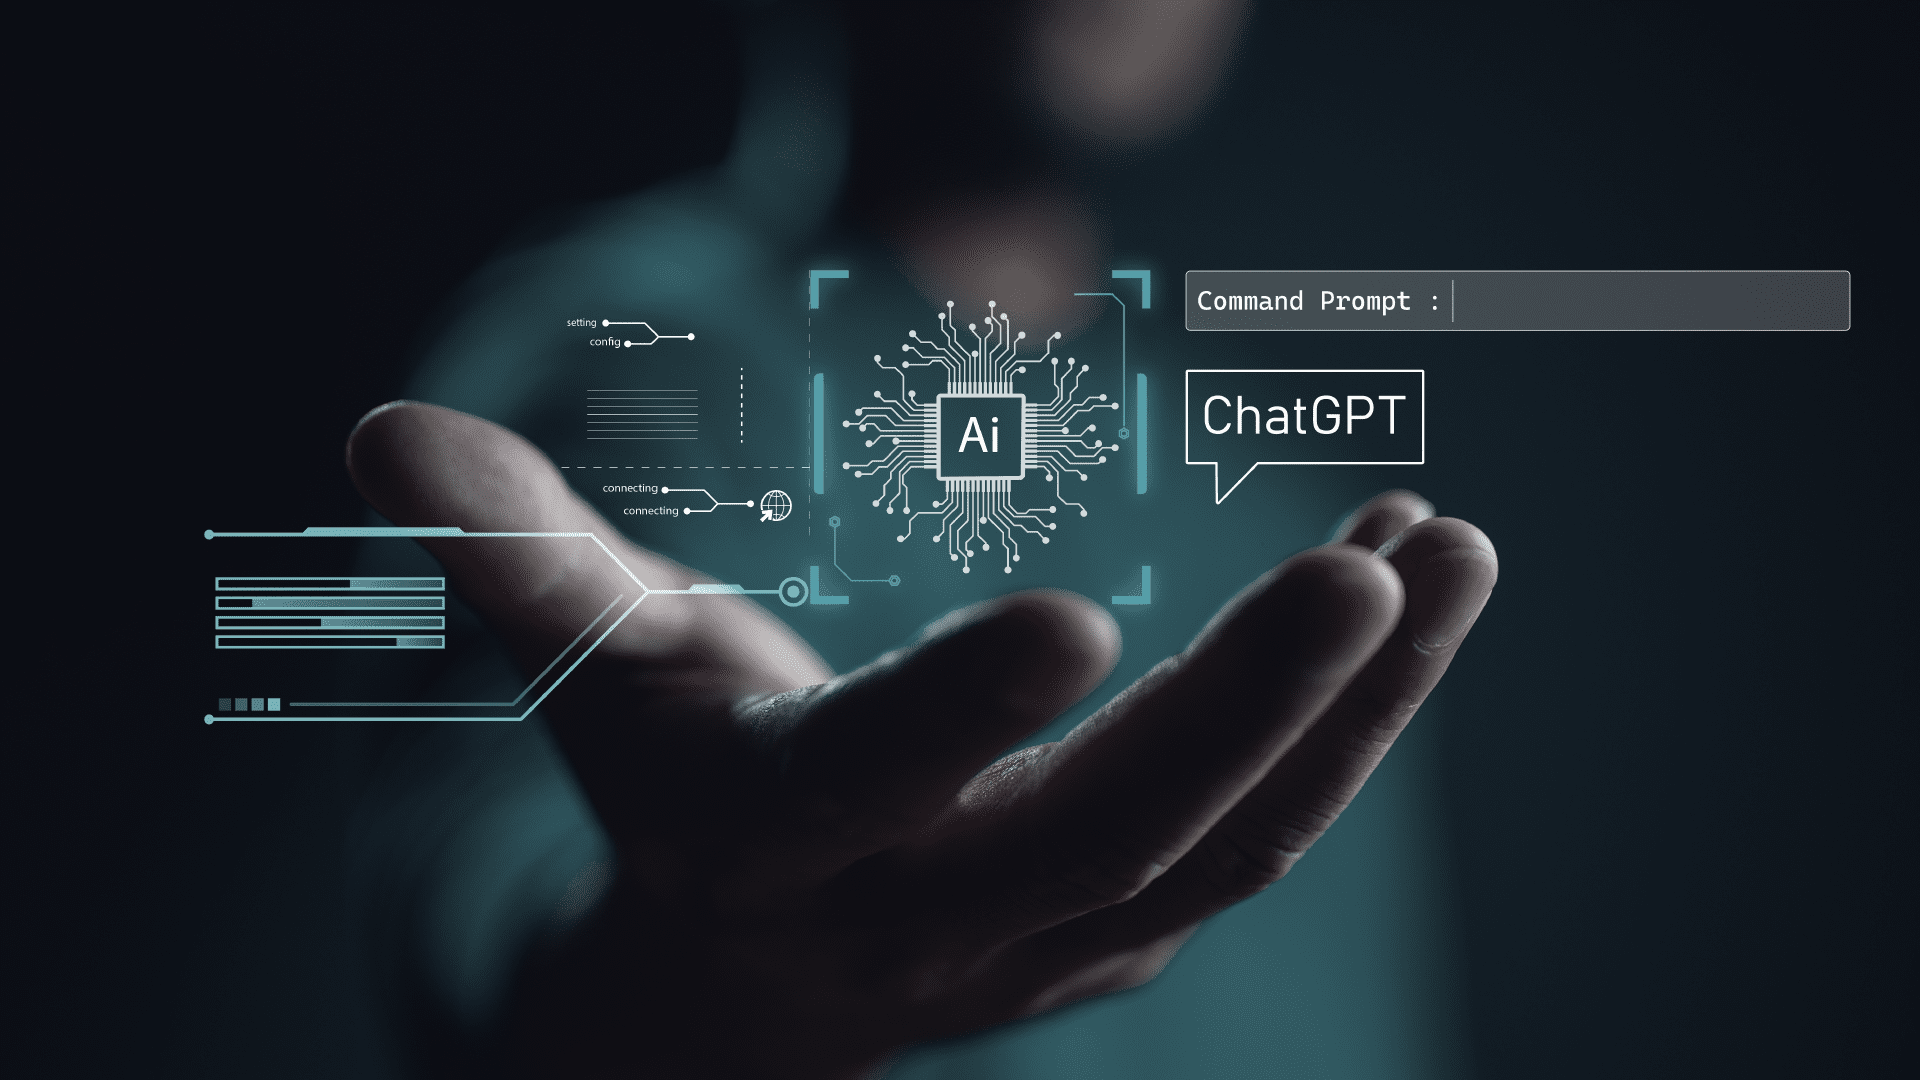 setting
config
connecting
connecting
Ai
Command Prompt :
ChatGPT